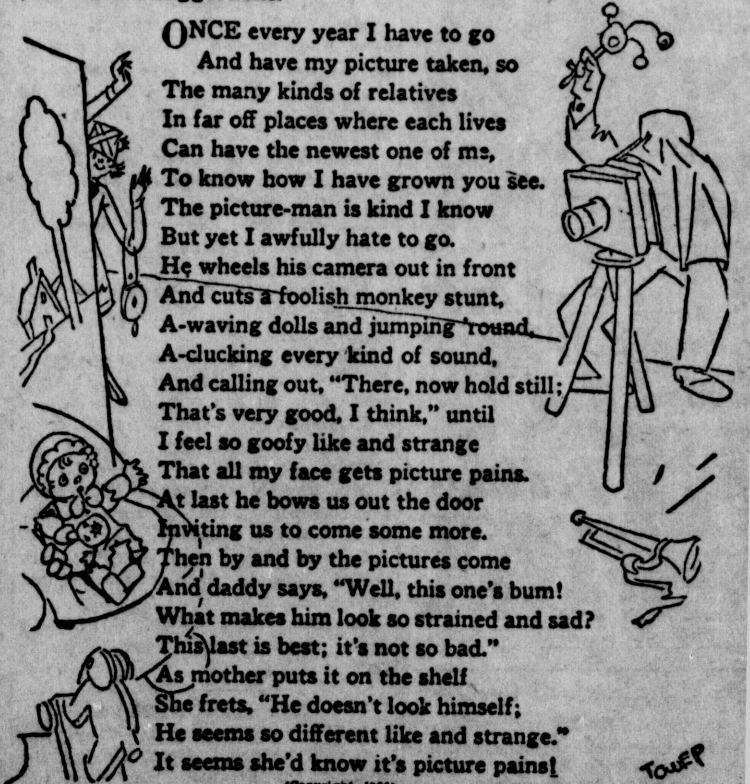 ONCE every year I have to go
And have my picture taken, so
The many kinds of relatives
In far off places where each lives
Can have the newest one of me,
To know how I have grown you see.
The picture-man is kind I know
But yet I awfully hate to go.
He wheels his camera out in front
And cuts a foolish monkey stunt,
A-waving dolls and jumping 'round,
A-clucking every kind of sound,
And calling out, "There, now hold still;
That's very good, I think," until
I feel so goofy like and strange
That all my face gets picture pains.
At last he bows us out the door
Inviting us to come some more.
Then by and by the pictures come
And daddy says, "Well, this one's bum!
What makes him look so strained and sad?
This last is best; it's not so bad."
As mother puts it on the shelf
She frets, "He doesn't look himself;
He seems so different like and strange."
It seems she'd know it's picture pains!